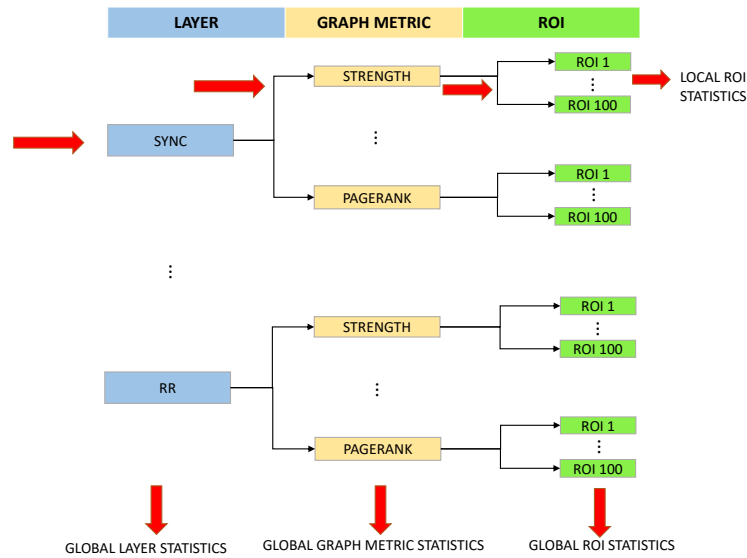 LAYER
GRAPH METRIC
ROI
STRENGTH
ROI 1
ROI 100
LOCAL ROI
STATISTICS
SYNC
PAGERANK
ROI 1
ROI 100
STRENGTH
ROI 1
ROI 100
RR
PAGERANK
ROI 1
ROI 100
GLOBAL LAYER STATISTICS
GLOBAL GRAPH METRIC STATISTICS
GLOBAL ROI STATISTICS